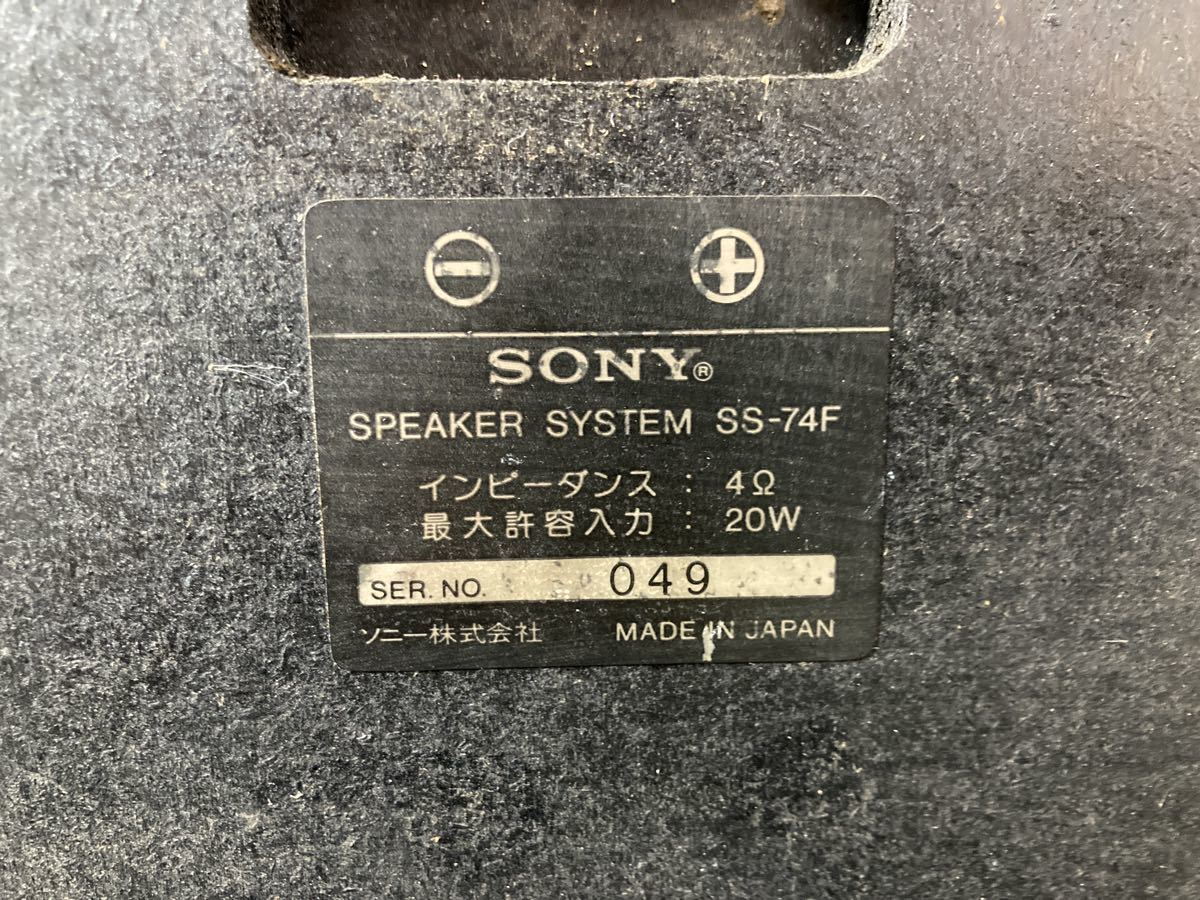 ⊖ ⊕
SONY®
SPEAKER SYSTEM SS-74F
インピーダンス : 4Ω
最大許容入力 : 20W
SER. NO. 049
ソニー株式会社 MADE IN JAPAN